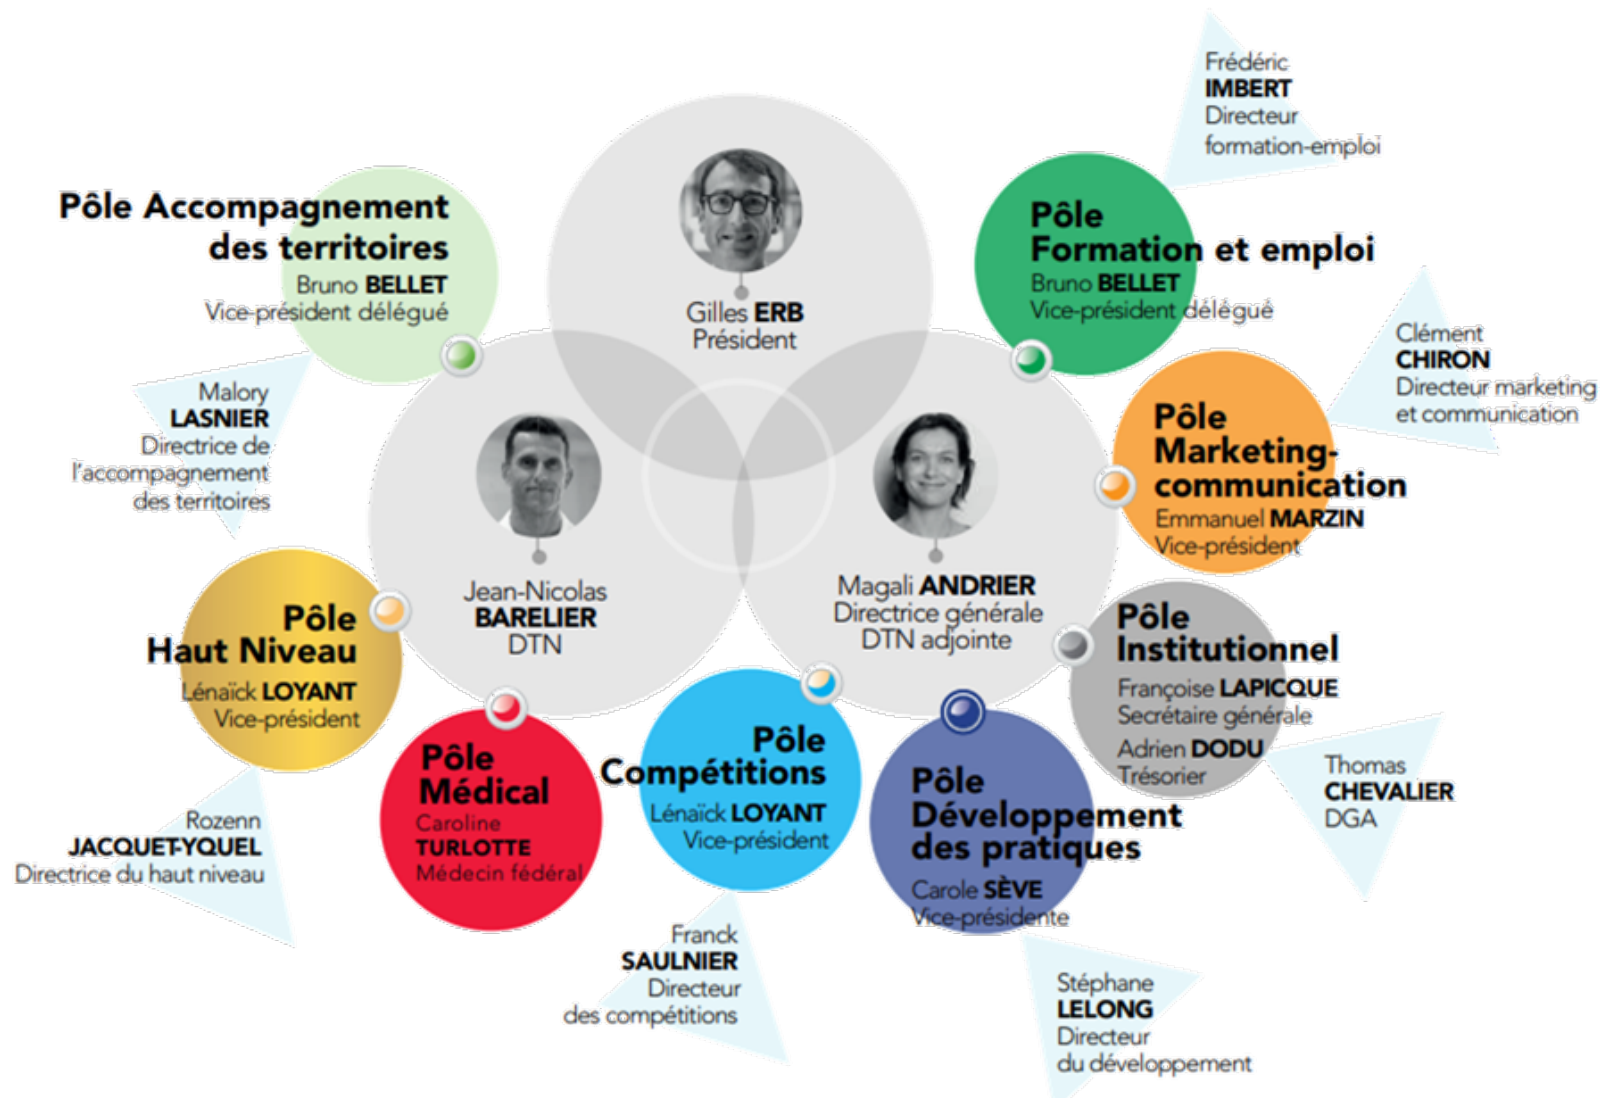 Frédéric
IMBERT
Directeur
formation-emploi
Pôle Accompagnement
des territoires
Bruno BELLET
Vice-président délégué
Gilles ERB
Président
Pôle
Formation et emploi
Bruno BELLET
Vice-président délégué
Malory
LASNIER
Directrice de
l'accompagnement
des territoires
Clément
CHIRON
Directeur marketing
et communication
Pôle
Marketing-
communication
Emmanuel MARZIN
Vice-président
Jean-Nicolas
BARELIER
DTN
Magali ANDRIER
Directrice générale
DTN adjointe
Pôle
Haut Niveau
Lénaïck LOYANT
Vice-président
Pôle
Institutionnel
Françoise LAPICQUE
Secrétaire générale
Adrien DODU
Trésorier
Pôle
Médical
Caroline
TURLOTTE
Médecin fédéral
Pôle
Compétitions
Lénaïck LOYANT
Vice-président
Pôle
Développement
des pratiques
Carole SÈVE
Vice-présidente
Thomas
CHEVALIER
DGA
Rozenn
JACQUET-YQUEL
Directrice du haut niveau
Franck
SAULNIER
Directeur
des compétitions
Stéphane
LELONG
Directeur
du développement